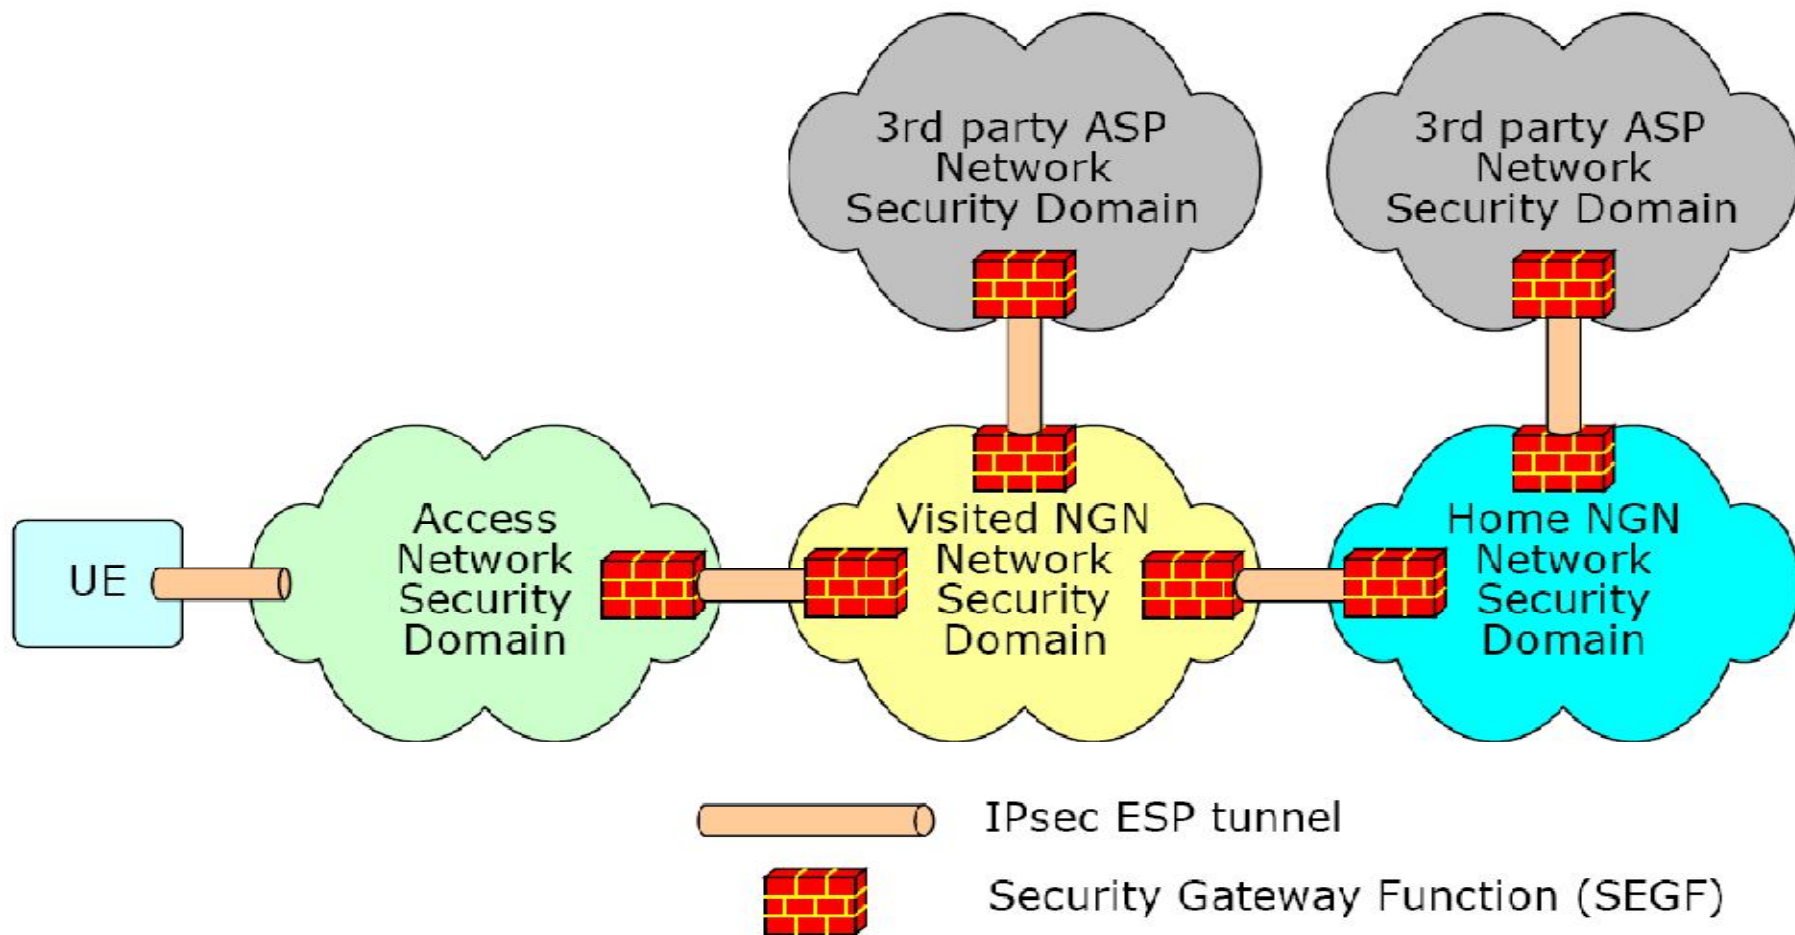 3rd party ASP
Network
Security Domain
3rd party ASP
Network
Security Domain
UE
Access
Network
Security
Domain
Visited NGN
Network
Security
Domain
Home NGN
Network
Security
Domain
IPsec ESP tunnel
Security Gateway Function (SEGF)